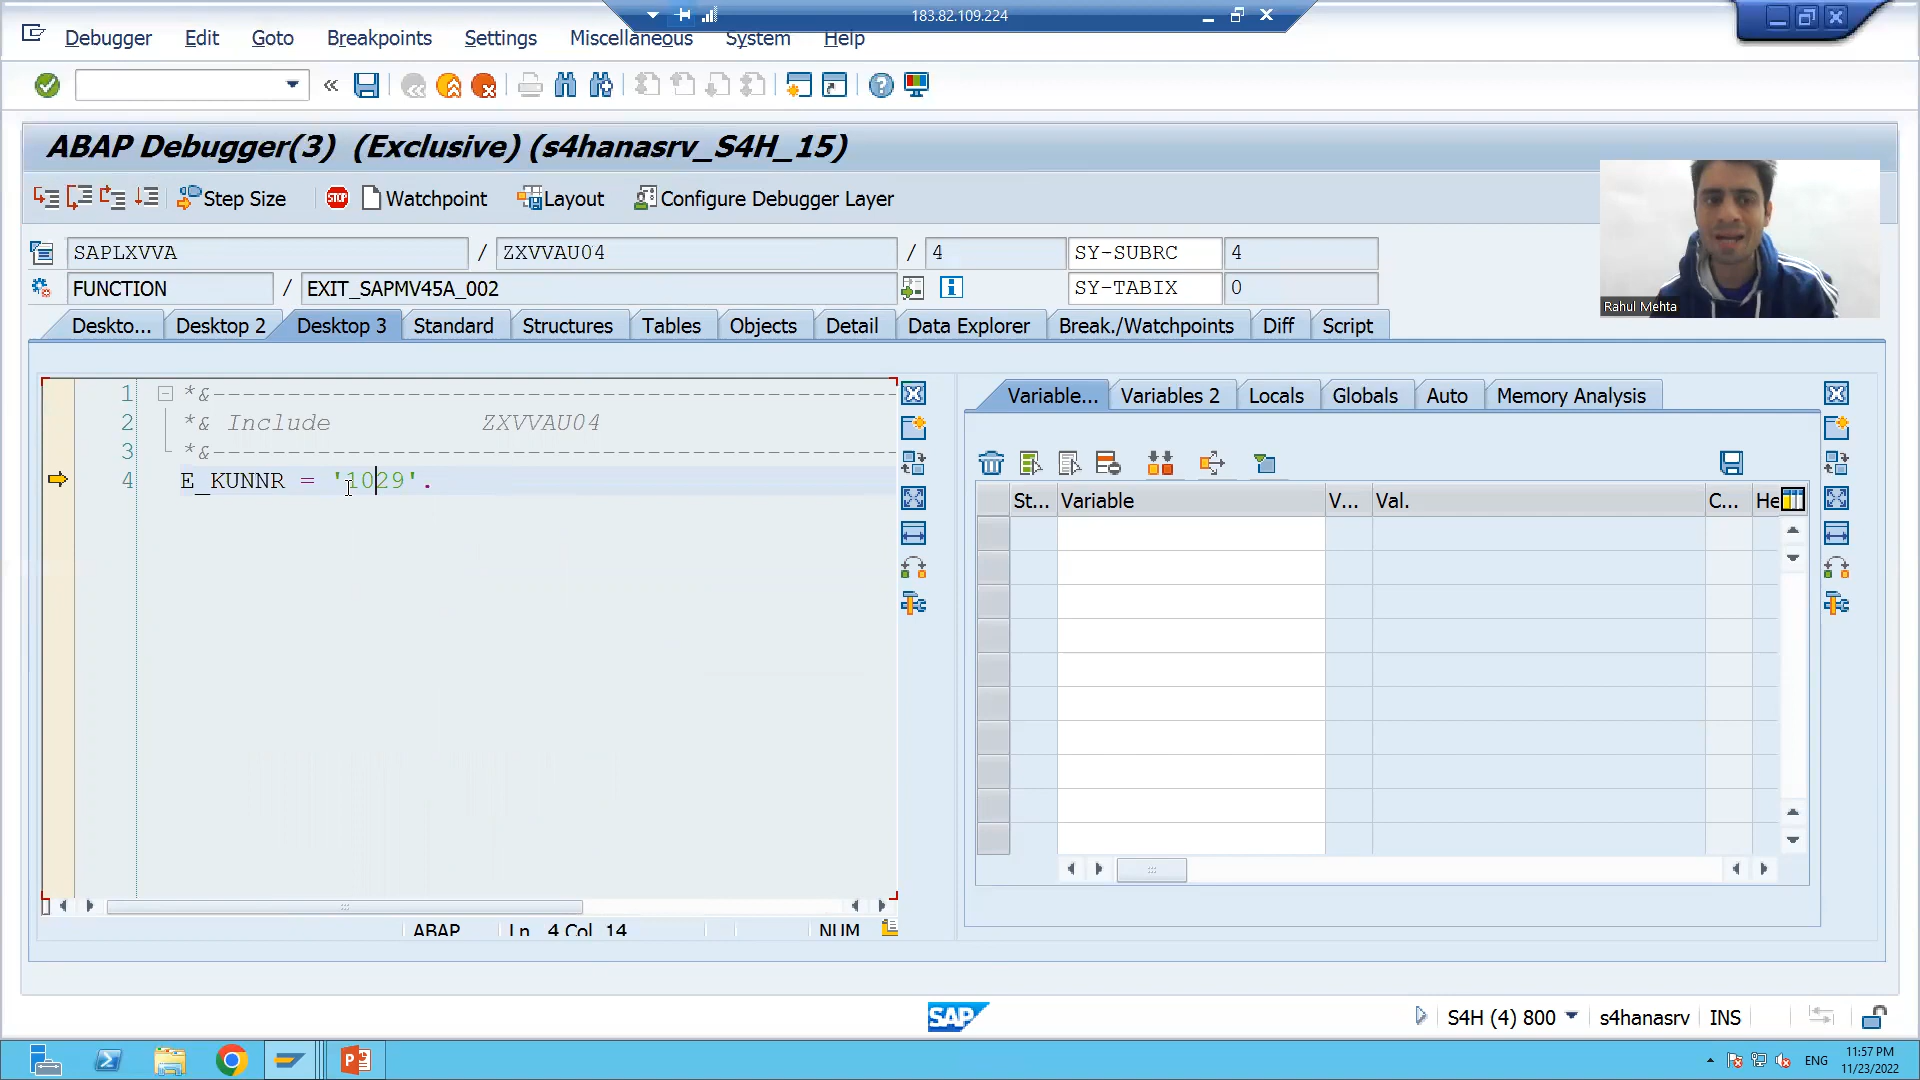 183.82.109.224
Debugger Edit Goto Breakpoints Settings Miscellaneous System Help
ABAP Debugger(3) (Exclusive) (s4hanasrv_S4H_15)
Step Size STOP Watchpoint Layout Configure Debugger Layer
SAPLXVVA / ZXVVAU04 / 4 SY-SUBRC 4
FUNCTION / EXIT_SAPMV45A_002 SY-TABIX 0
Rahul Mehta
Deskto... Desktop 2 Desktop 3 Standard Structures Tables Objects Detail Data Explorer Break./Watchpoints Diff Script
Variable... Variables 2 Locals Globals Auto Memory Analysis
1 *&---------------------------------------------
2 *& Include ZXVVAU04
3 *&---------------------------------------------
4 E_KUNNR = '1029'.
St... Variable V... Val. C... He
ABAP Ln 4 Col 14 NUM
SAP
S4H (4) 800 s4hanasrv INS
ENG
11:57 PM
11/23/2022